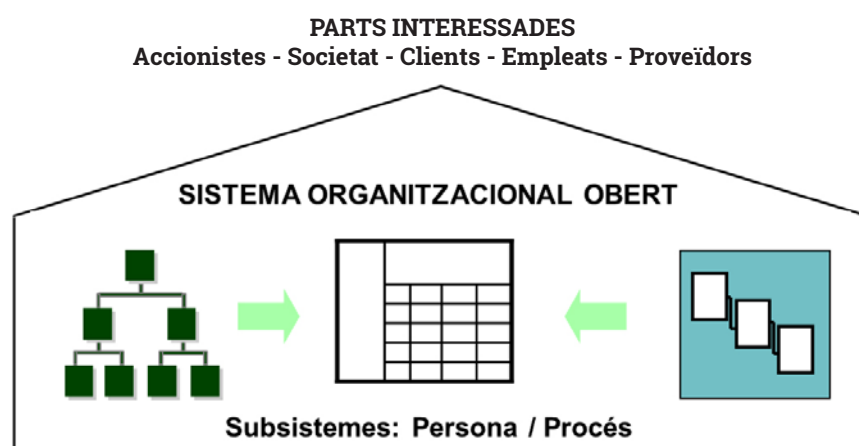 PARTS INTERESSADES
Accionistes - Societat - Clients - Empleats - Proveïdors
SISTEMA ORGANITZACIONAL OBERT
Subsistemes: Persona / Procés